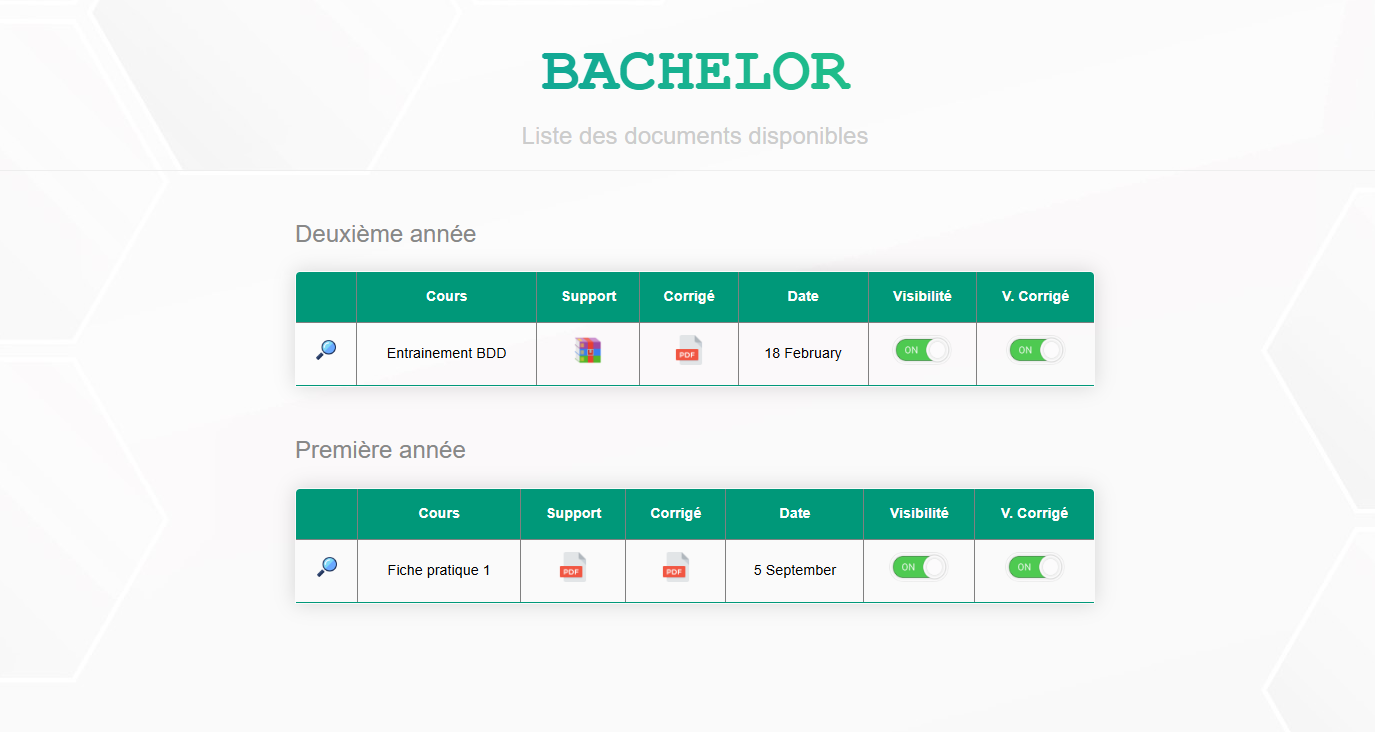 BACHELOR
Liste des documents disponibles
Deuxième année
Cours Support Corrigé Date Visibilité V. Corrigé
Entrainement BDD PDF 18 February ON ON
Première année
Cours Support Corrigé Date Visibilité V. Corrigé
Fiche pratique 1 PDF PDF 5 September ON ON